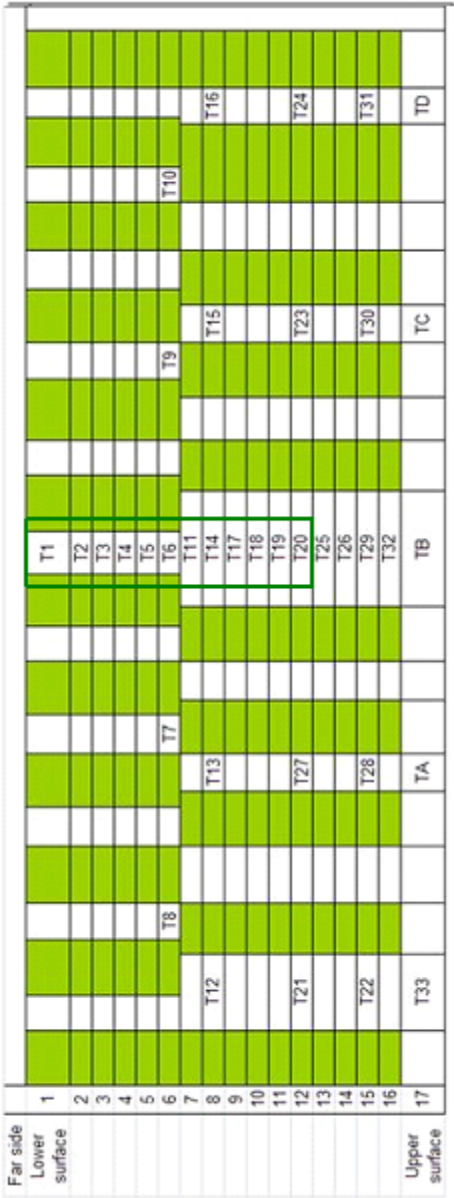 Far side
Lower
surface 1 T1
2 T2
3 T3
4 T4
5 T5
6 T8 T7 T6 T9 T10
7 T11
8 T12 T13 T14 T15 T16
9 T17
10 T18
11 T19
12 T21 T27 T20 T23 T24
13 T25
14 T26
15 T22 T28 T29 T30 T31
16 T32
Upper
surface 17 T33 TA TB TC TD